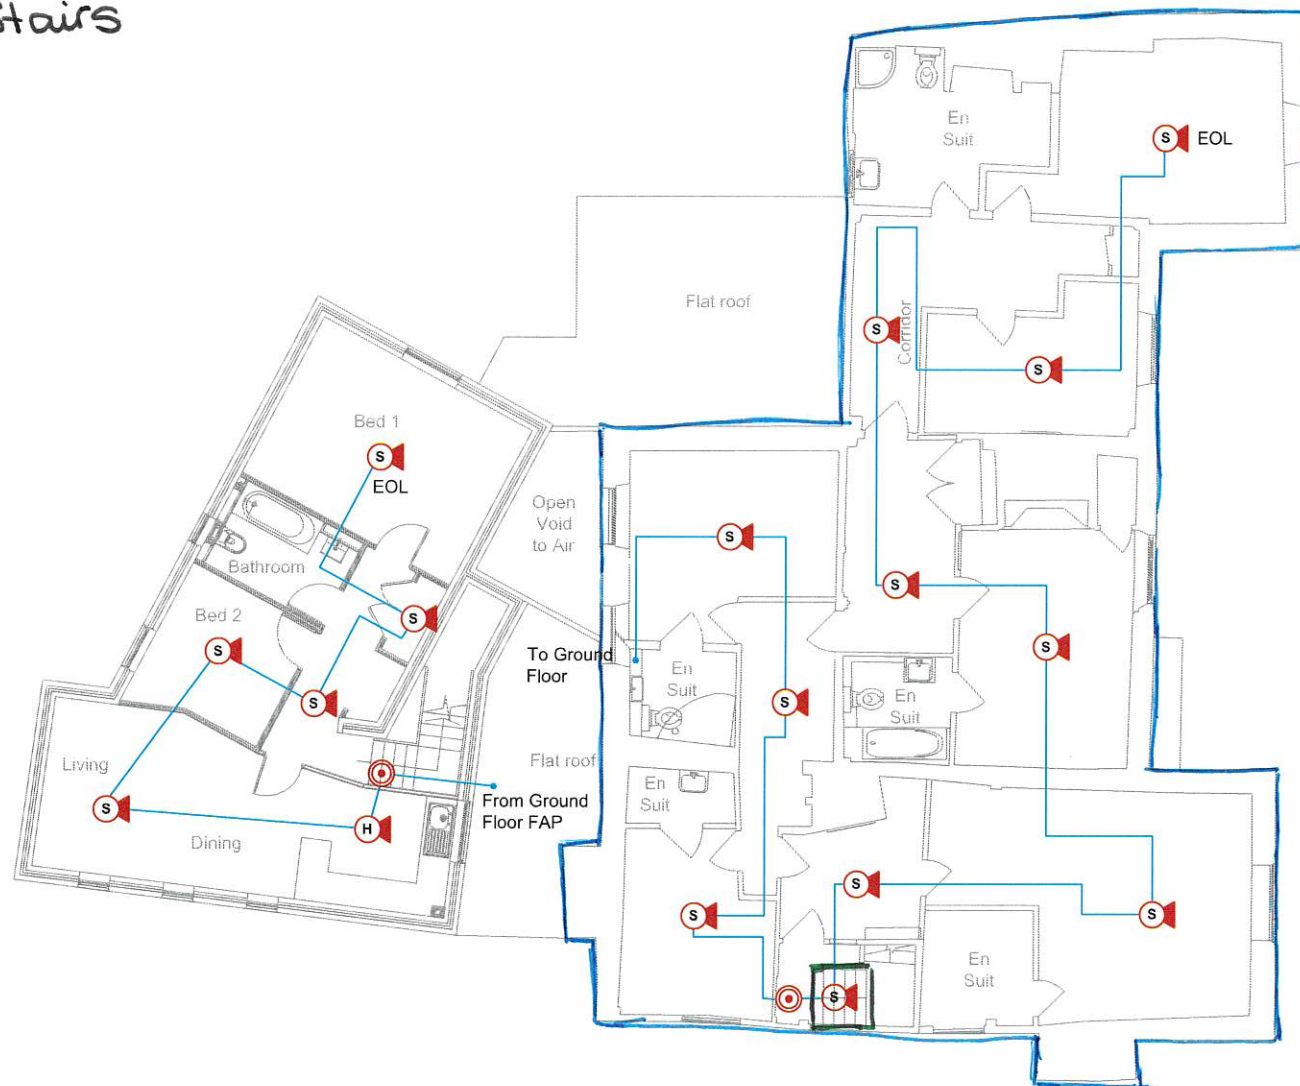 stairs
En
Suit
S
EOL
Flat roof
S
Corridor
S
Bed 1
S
EOL
Open
Void
to Air
S
Bathroom
S
Bed 2
S
S
S
S
To Ground
Floor
En
Suit
S
En
Suit
S
Living
Flat roof
From Ground
Floor FAP
En
Suit
S
H
Dining
S
S
S
En
Suit
S